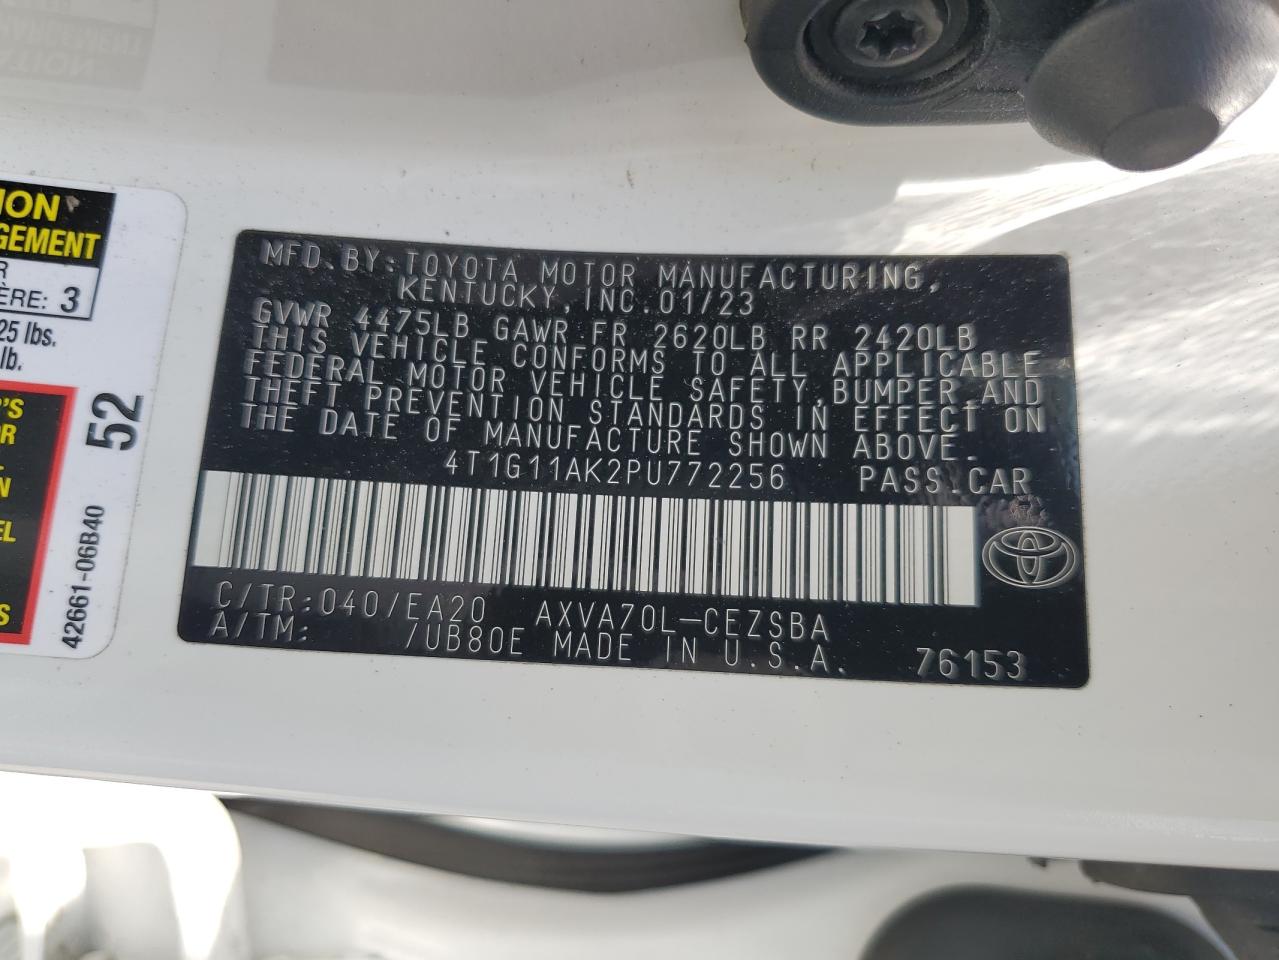 MFD.BY:TOYOTA MOTOR MANUFACTURING,
KENTUCKY,INC.01/23
GVWR 4475LB GAWR FR 2620LB RR 2420LB
THIS VEHICLE CONFORMS TO ALL APPLICABLE
FEDERAL MOTOR VEHICLE SAFETY,BUMPER,AND
THEFT PREVENTION STANDARDS IN EFFECT ON
THE DATE OF MANUFACTURE SHOWN ABOVE.
4T1G11AK2PU772256 PASS.CAR
C/TR:040/EA20 AXVA70L-CEZSBA
A/TM: /UB80E MADE IN U.S.A. 76153
ION
GEMENT
R
ÈRE: 3
25 lbs.
lb.
'S
OR
N
EL
S
52
42661-06B40